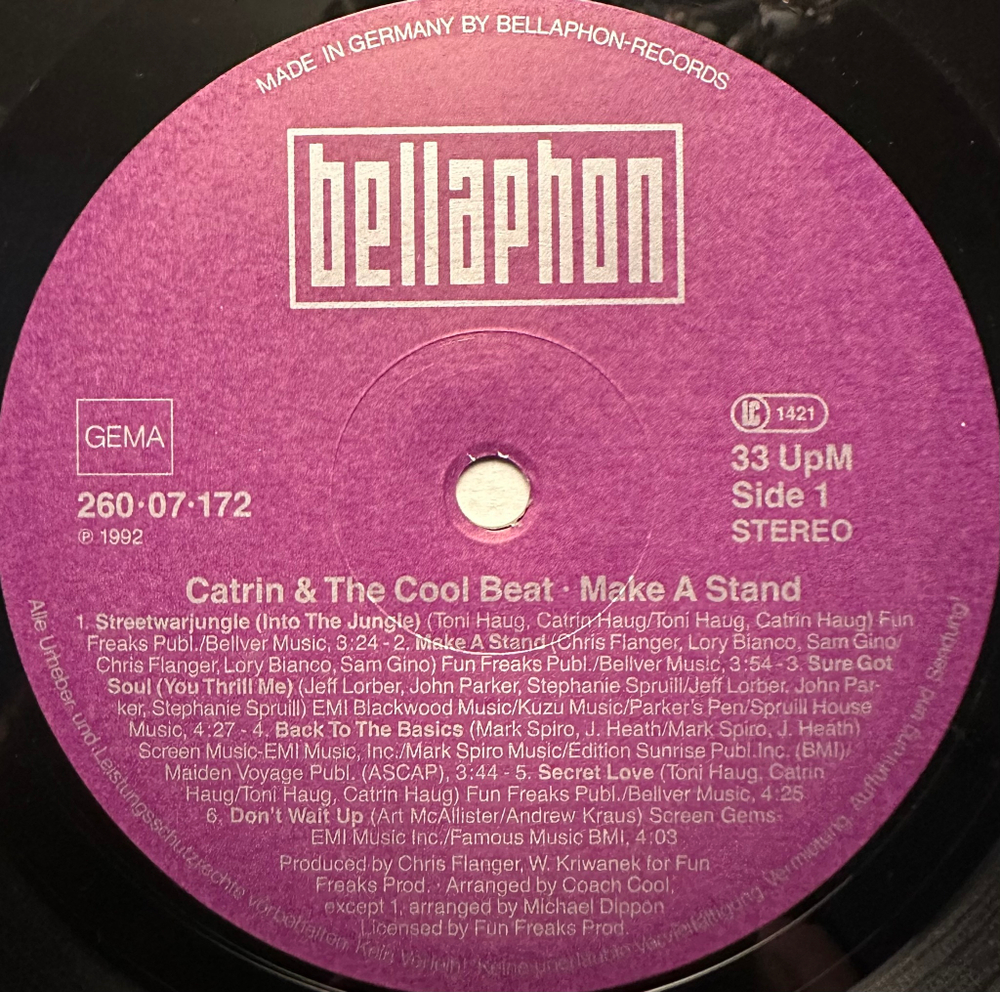 MADE IN GERMANY BY BELLAPHON-RECORDS
bellaphon
GEMA
LC 1421
260·07·172
℗ 1992
33 UpM
Side 1
STEREO
Catrin & The Cool Beat · Make A Stand
1. Streetwarjungle (Into The Jungle) (Toni Haug, Catrin Haug/Toni Haug, Catrin Haug) Fun
Freaks Publ./Bellver Music, 3:24 - 2. Make A Stand (Chris Flanger, Lory Bianco, Sam Gino/
Chris Flanger, Lory Bianco, Sam Gino) Fun Freaks Publ./Bellver Music, 3:54 - 3. Sure Got
Soul (You Thrill Me) (Jeff Lorber, John Parker, Stephanie Spruill/Jeff Lorber, John Par-
ker, Stephanie Spruill) EMI Blackwood Music/Kuzu Music/Parker's Pen/Spruill House
Music, 4:27 - 4. Back To The Basics (Mark Spiro, J. Heath/Mark Spiro, J. Heath)
Screen Music-EMI Music, Inc./Mark Spiro Music/Edition Sunrise Publ.Inc. (BMI)/
Maiden Voyage Publ. (ASCAP), 3:44 - 5. Secret Love (Toni Haug, Catrin
Haug/Toni Haug, Catrin Haug) Fun Freaks Publ./Bellver Music, 4:25
6. Don't Wait Up (Art McAllister/Andrew Kraus) Screen Gems-
EMI Music Inc./Famous Music BMI, 4:03
Produced by Chris Flanger, W. Kriwanek for Fun
Freaks Prod. · Arranged by Coach Cool,
except 1, arranged by Michael Dippon
Licensed by Fun Freaks Prod.
Alle Urheber und Leistungsschutzrechte vorbehalten. Kein Verleih! Keine unerlaubte Vervielfältigung, Vermietung, Aufführung und Sendung!